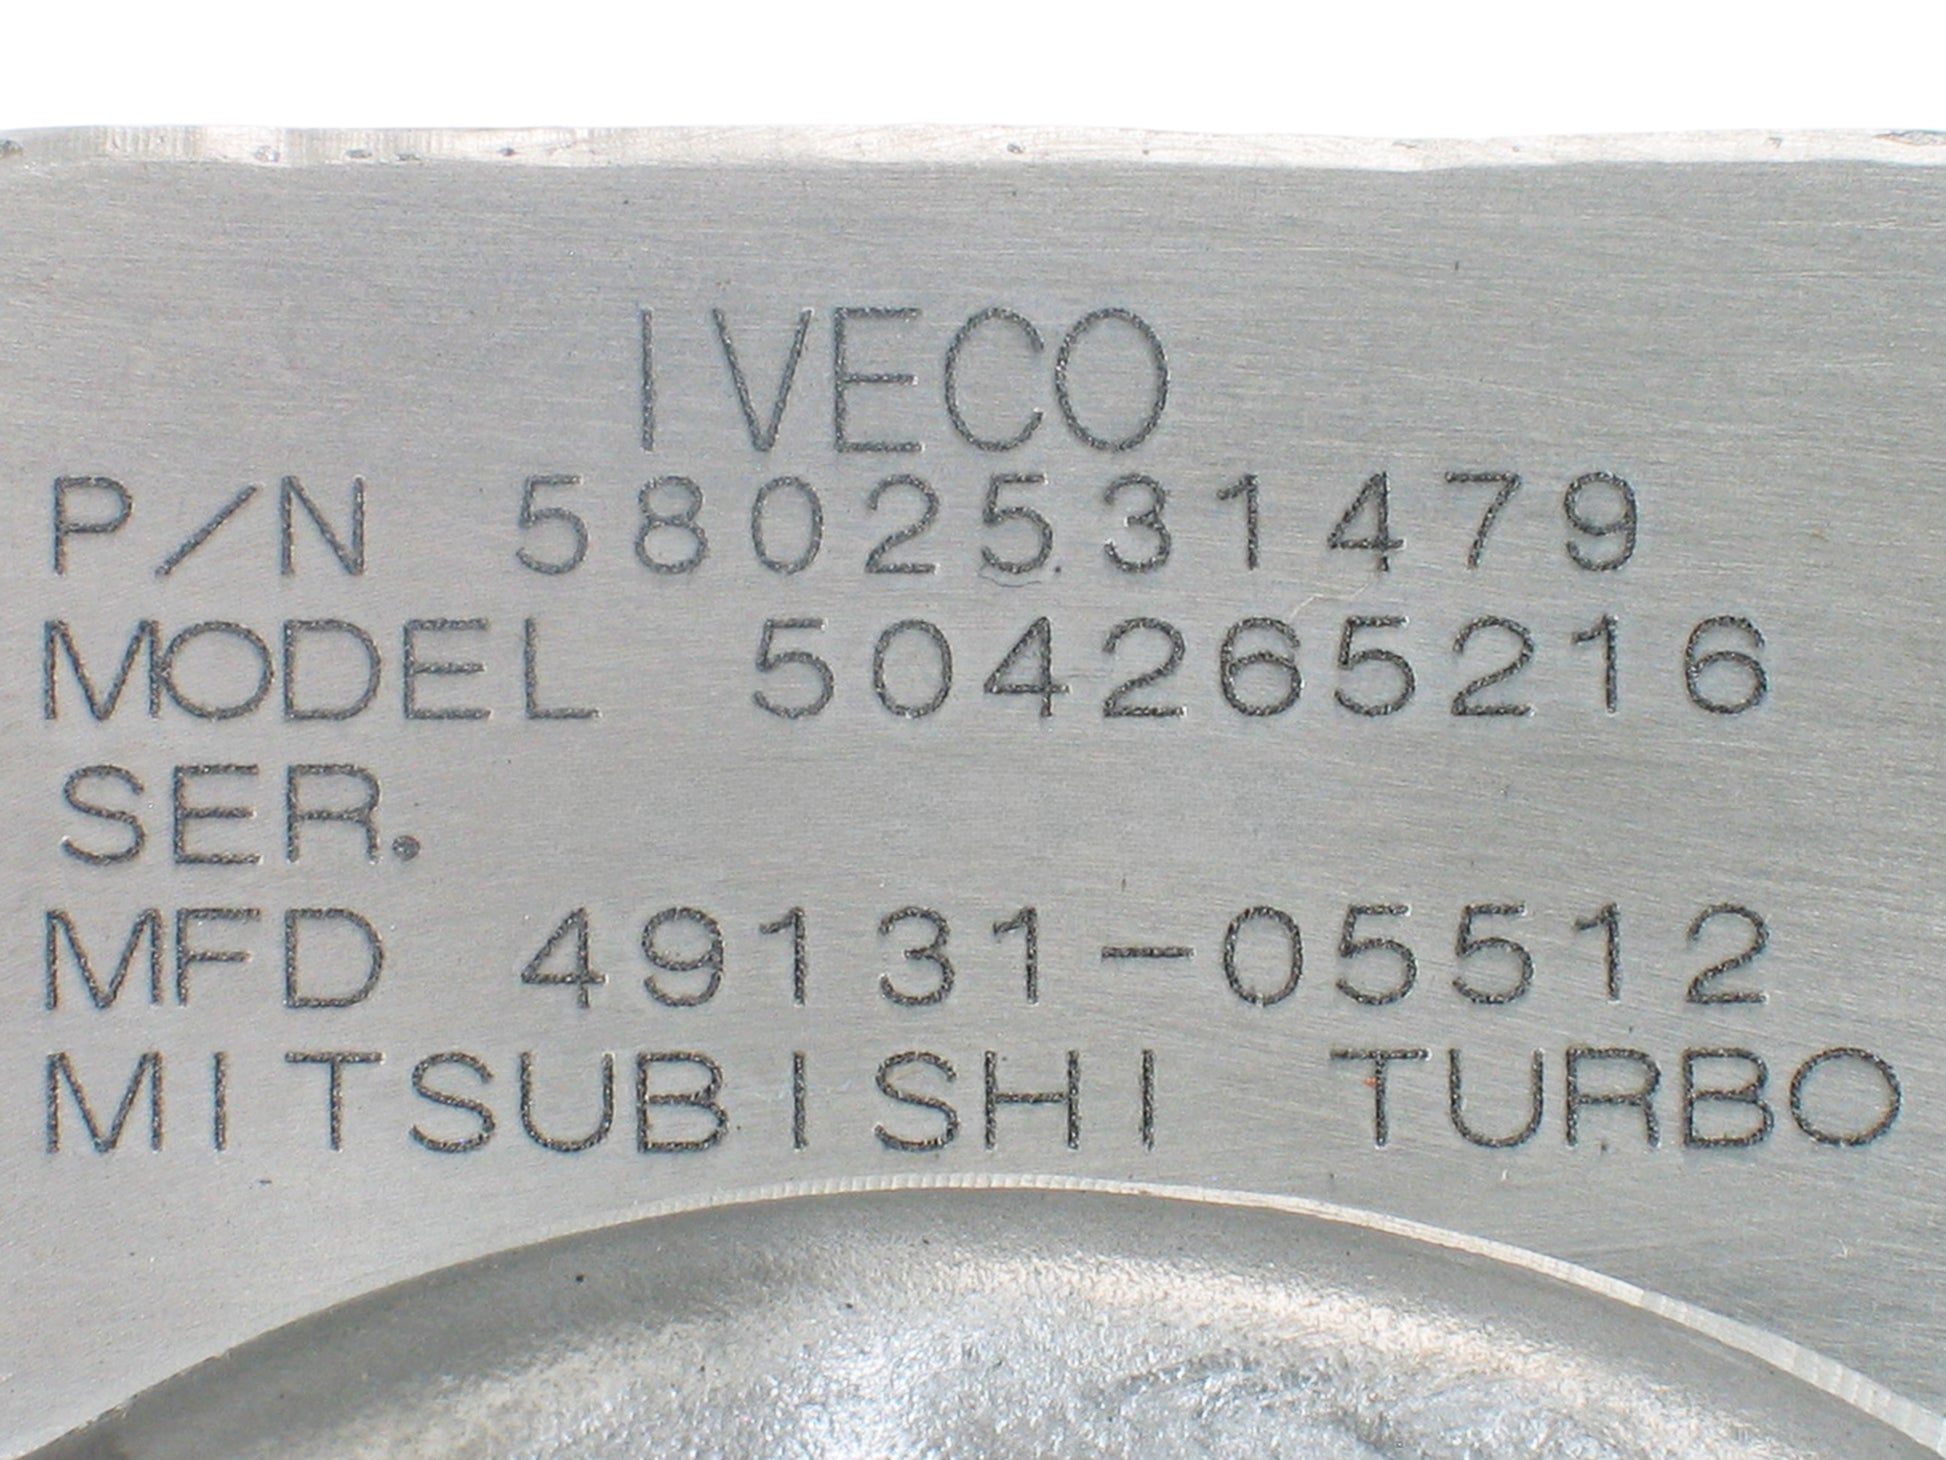 IVECO
P/N 5802531479
MODEL 504265216
SER.
MFD 49131-05512
MITSUBISHI TURBO